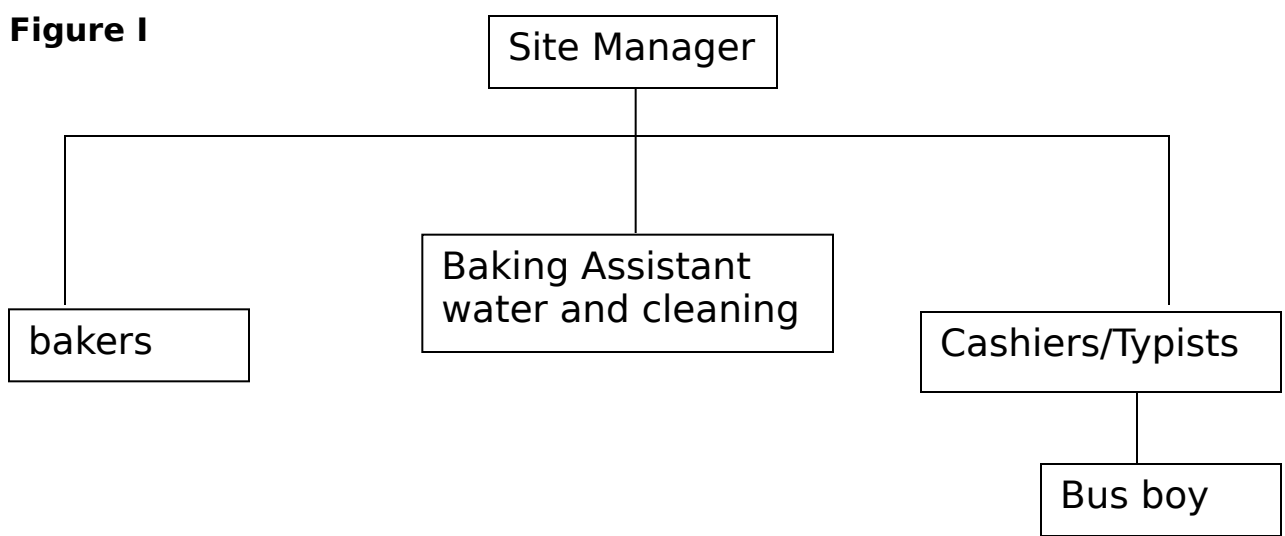 Figure I
Site Manager
Baking Assistant
water and cleaning
bakers
Cashiers/Typists
Bus boy